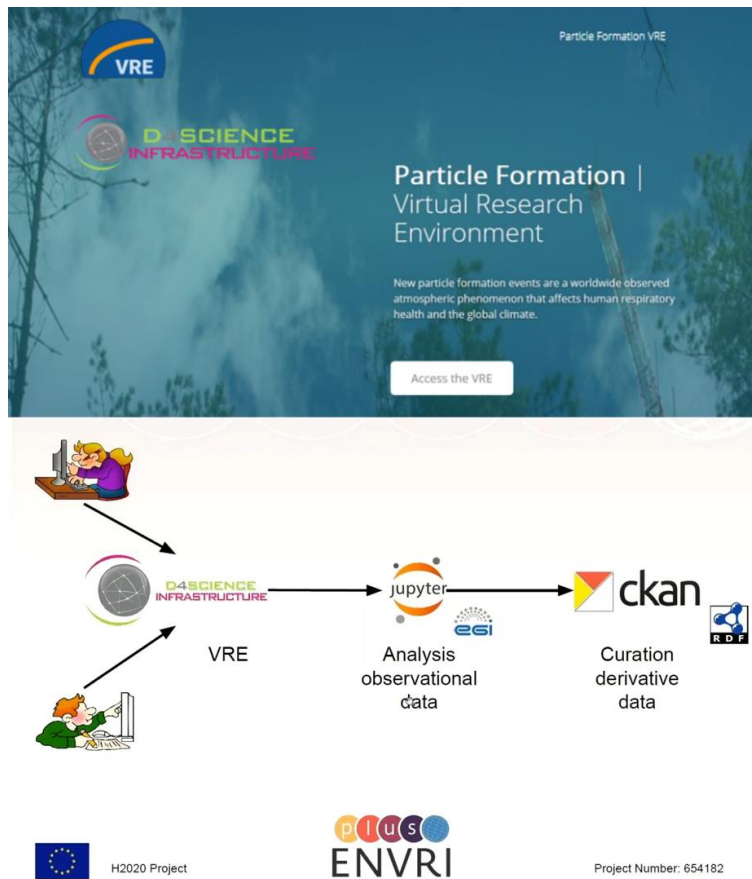 Particle Formation VRE
VRE
D4SCIENCE
INFRASTRUCTURE
Particle Formation |
Virtual Research
Environment
New particle formation events are a worldwide observed
atmospheric phenomenon that affects human respiratory
health and the global climate.
Access the VRE
D4SCIENCE
INFRASTRUCTURE
VRE
jupyter
egi
Analysis
observational
data
ckan
RDF
Curation
derivative
data
H2020 Project
plus
ENVRI
Project Number: 654182